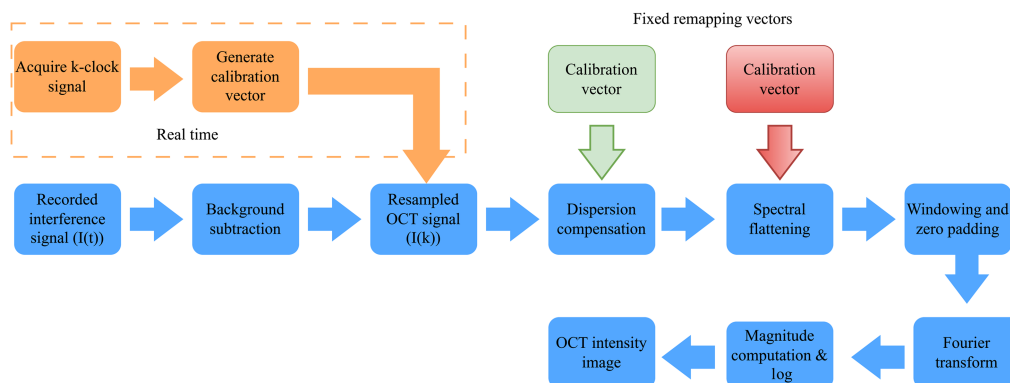 Fixed remapping vectors
Acquire k-clock
signal
Generate
calibration
vector
Calibration
vector
Calibration
vector
Real time
Recorded
interference
signal (I(t))
Background
subtraction
Resampled
OCT signal
(I(k))
Dispersion
compensation
Spectral
flattening
Windowing and
zero padding
OCT intensity
image
Magnitude
computation &
log
Fourier
transform